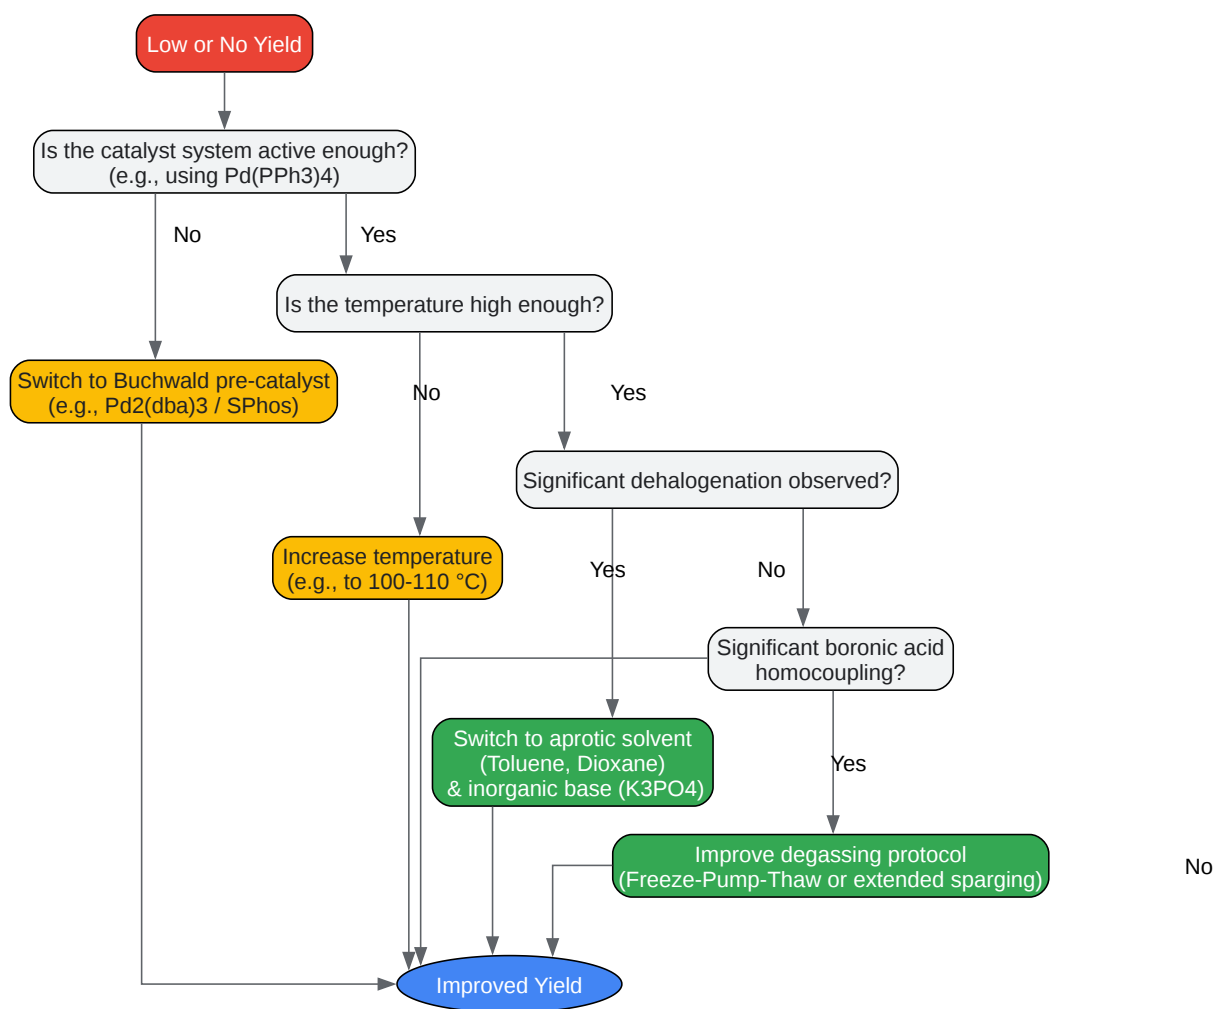 Low or No Yield
Is the catalyst system active enough?
(e.g., using Pd(PPh3)4)
No
Yes
Is the temperature high enough?
Switch to Buchwald pre-catalyst
(e.g., Pd2(dba)3 / SPhos)
No
Yes
Significant dehalogenation observed?
Increase temperature
(e.g., to 100-110 °C)
Yes
No
Significant boronic acid
homocoupling?
Switch to aprotic solvent
(Toluene, Dioxane)
& inorganic base (K3PO4)
Yes
Improve degassing protocol
(Freeze-Pump-Thaw or extended sparging)
No
Improved Yield